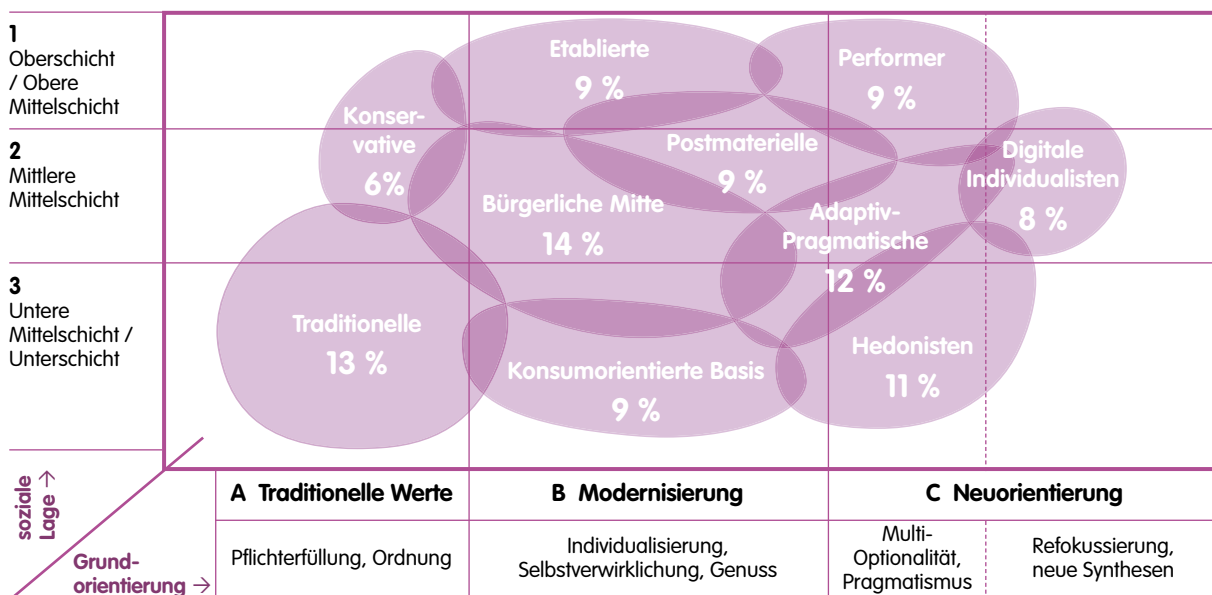 1
Oberschicht
/ Obere
Mittelschicht
2
Mittlere
Mittelschicht
3
Untere
Mittelschicht /
Unterschicht
Konser-
vative
6%
Etablierte
9 %
Performer
9 %
Postmaterielle
9 %
Digitale
Individualisten
8 %
Bürgerliche Mitte
14 %
Adaptiv-
Pragmatische
12 %
Traditionelle
13 %
Konsumorientierte Basis
9 %
Hedonisten
11 %
soziale
Lage →
Grund-
orientierung →
A Traditionelle Werte
Pflichterfüllung, Ordnung
B Modernisierung
Individualisierung,
Selbstverwirklichung, Genuss
C Neuorientierung
Multi-
Optionalität,
Pragmatismus
Refokussierung,
neue Synthesen